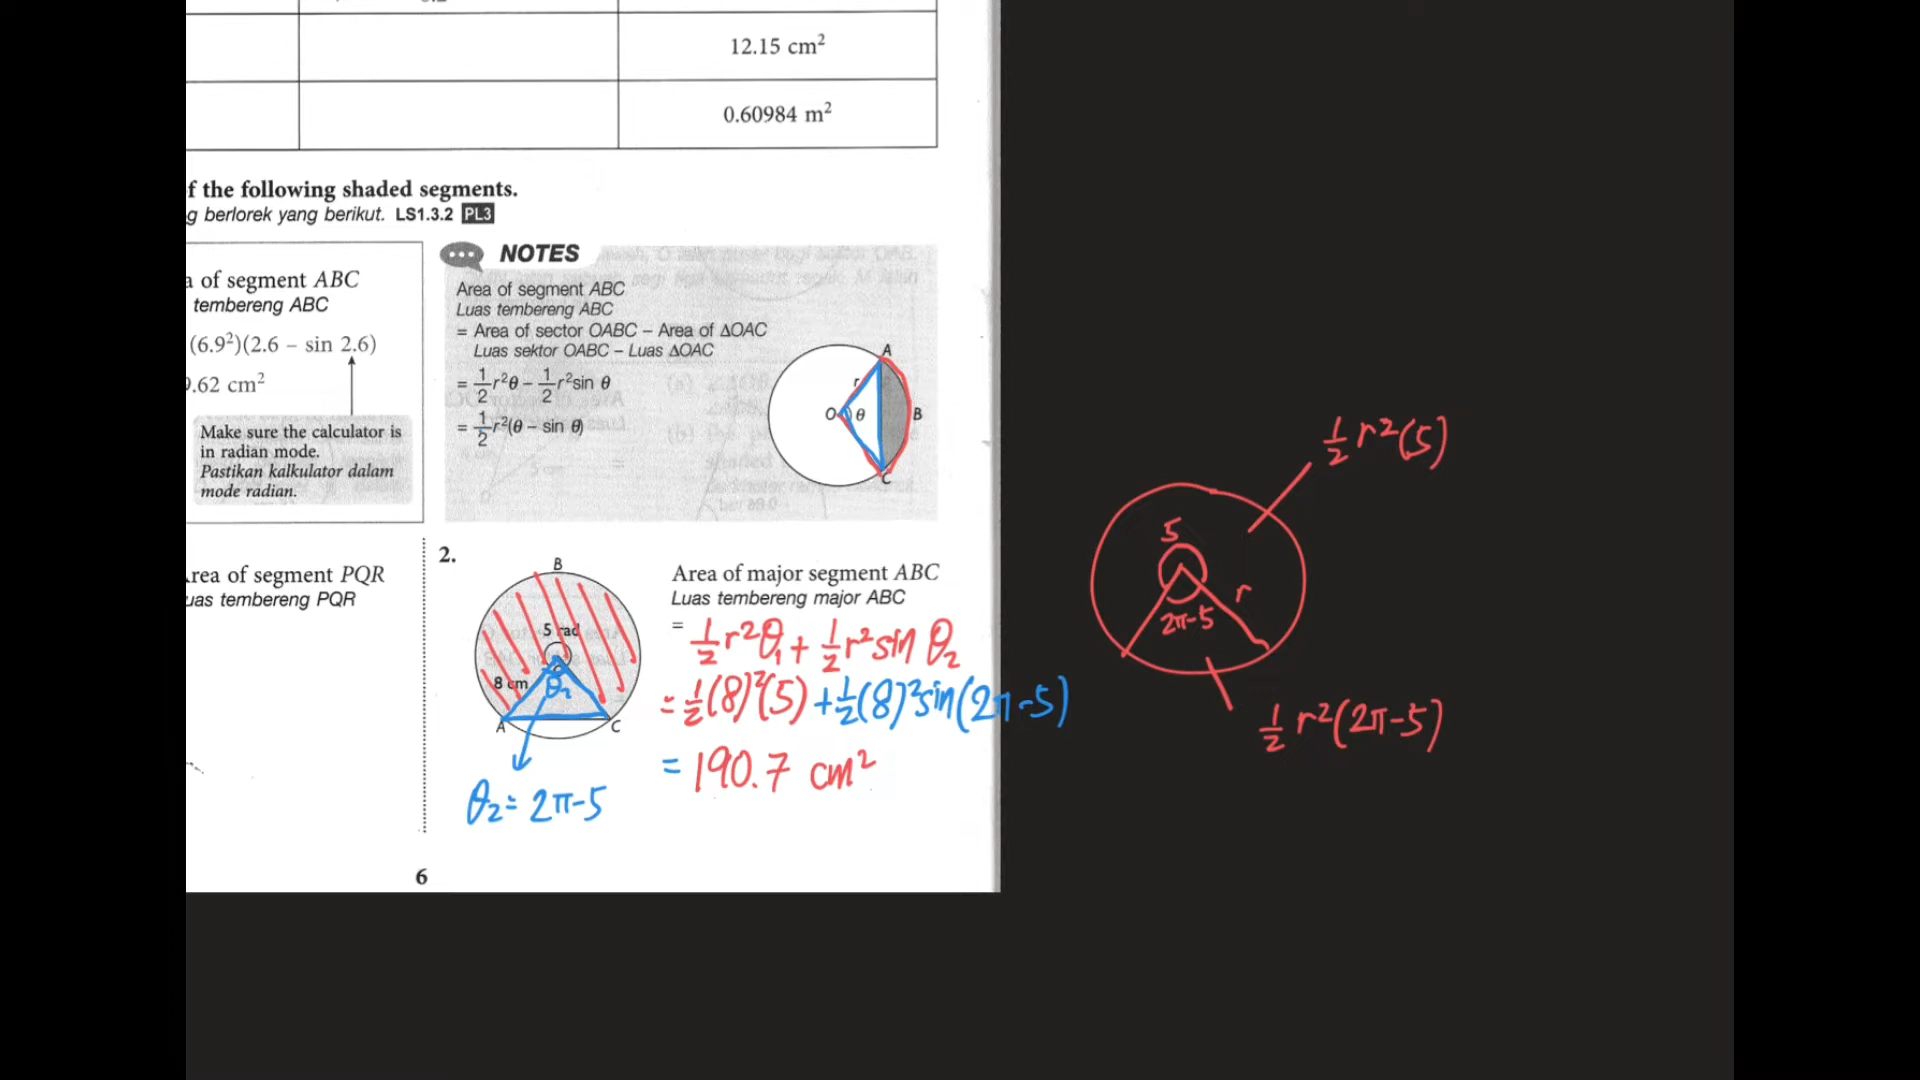 12.15 cm²
0.60984 m²
f the following shaded segments.
g berlorek yang berikut. LS1.3.2 PL3
a of segment ABC
tembereng ABC
(6.9²)(2.6 – sin 2.6)
.62 cm²
Make sure the calculator is
in radian mode.
Pastikan kalkulator dalam
mode radian.
NOTES
Area of segment ABC
Luas tembereng ABC
= Area of sector OABC – Area of ΔOAC
Luas sektor OABC – Luas ΔOAC
= 1/2 r²θ – 1/2 r² sin θ
= 1/2 r²(θ – sin θ)
A
r
O θ B
C
rea of segment PQR
uas tembereng PQR
2.
B
5 rad
8 cm
θ₂
A C
θ₂ = 2π-5
Area of major segment ABC
Luas tembereng major ABC
= 1/2 r²θ₁ + 1/2 r² sin θ₂
= 1/2 (8)²(5) + 1/2 (8)² sin(2π-5)
= 190.7 cm²
1/2 r²(5)
5
r
2π-5
1/2 r²(2π-5)
6